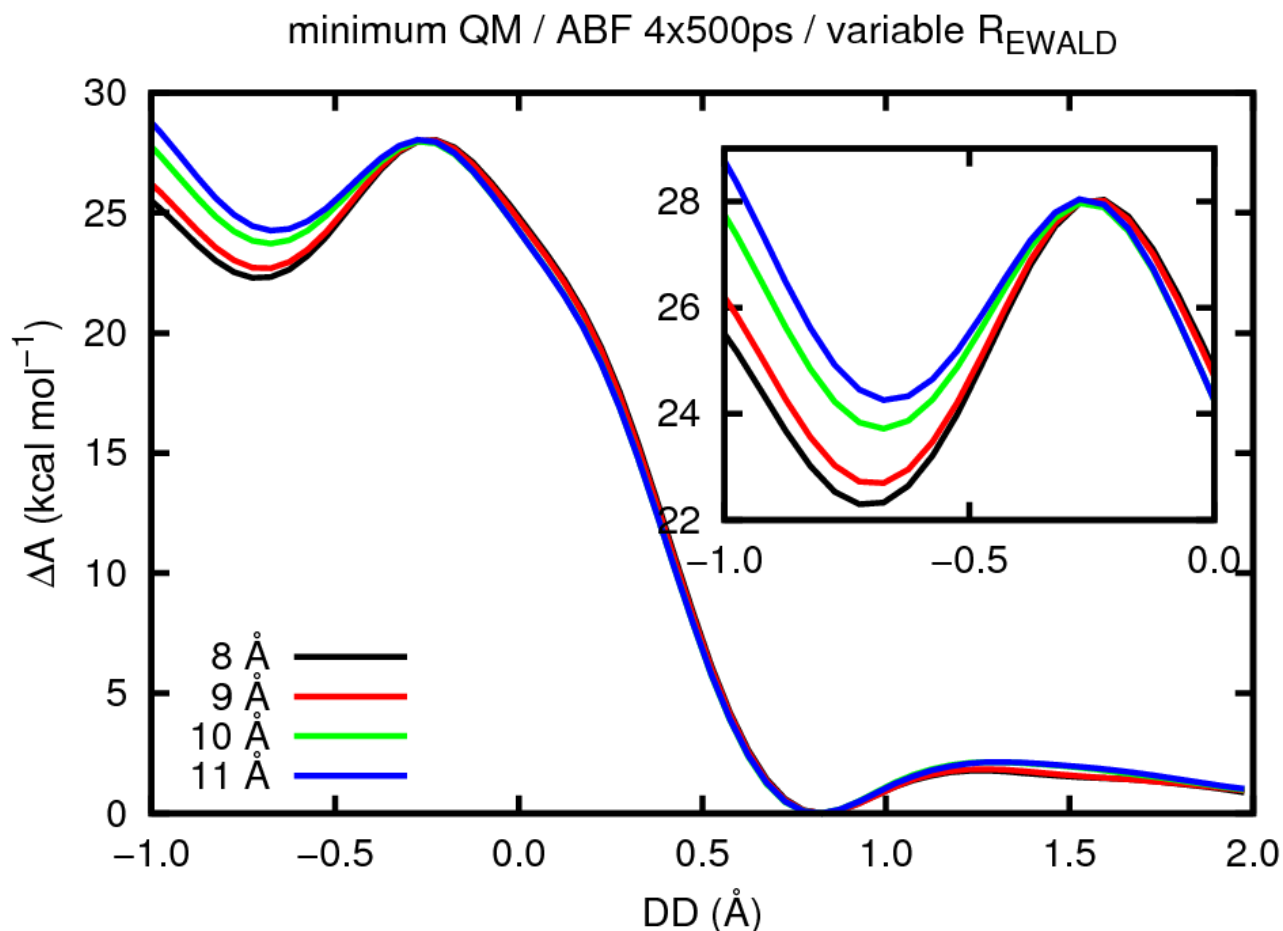 minimum QM / ABF 4x500ps / variable R_EWALD
30
25
20
15
10
5
0
ΔA (kcal mol⁻¹)
28
26
24
22
−1.0 −0.5 0.0
8 Å
9 Å
10 Å
11 Å
−1.0 −0.5 0.0 0.5 1.0 1.5 2.0
DD (Å)